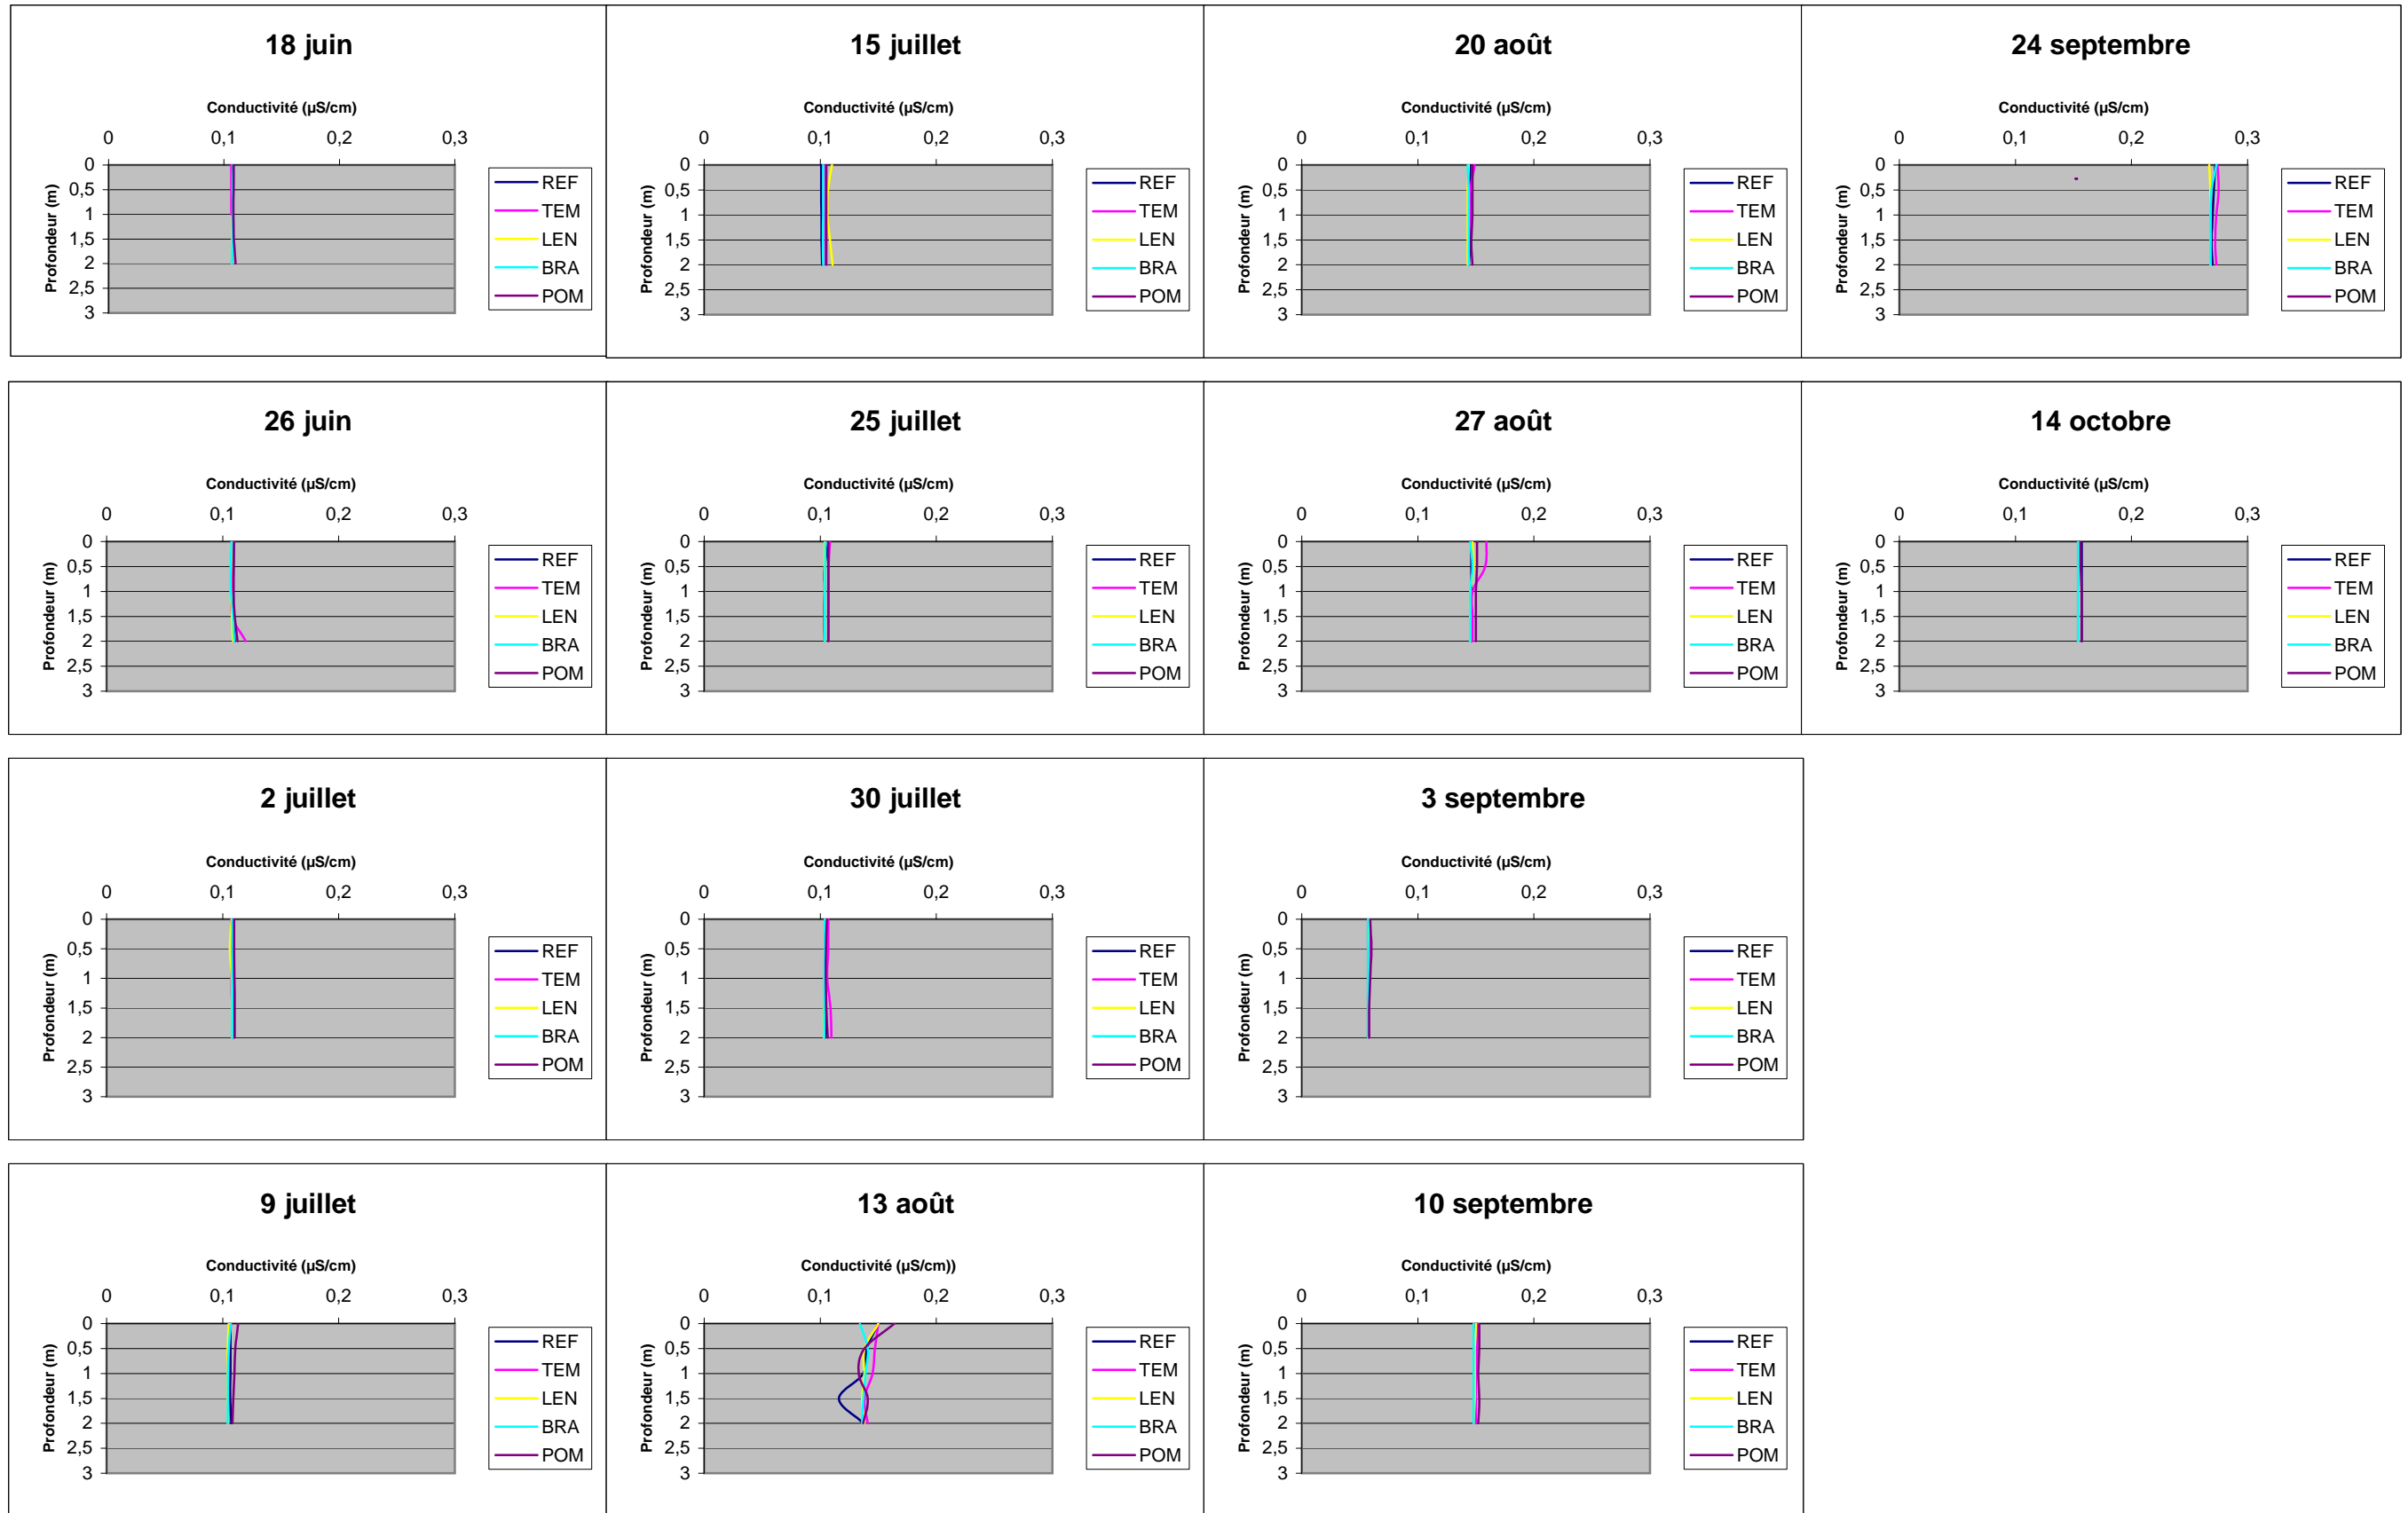 18 juin
Conductivité (µS/cm)
0 0,1 0,2 0,3
Profondeur (m)
0
0,5
1
1,5
2
2,5
3
REF
TEM
LEN
BRA
POM
15 juillet
Conductivité (µS/cm)
0 0,1 0,2 0,3
Profondeur (m)
0
0,5
1
1,5
2
2,5
3
REF
TEM
LEN
BRA
POM
20 août
Conductivité (µS/cm)
0 0,1 0,2 0,3
Profondeur (m)
0
0,5
1
1,5
2
2,5
3
REF
TEM
LEN
BRA
POM
24 septembre
Conductivité (µS/cm)
0 0,1 0,2 0,3
Profondeur (m)
0
0,5
1
1,5
2
2,5
3
REF
TEM
LEN
BRA
POM
26 juin
Conductivité (µS/cm)
0 0,1 0,2 0,3
Profondeur (m)
0
0,5
1
1,5
2
2,5
3
REF
TEM
LEN
BRA
POM
25 juillet
Conductivité (µS/cm)
0 0,1 0,2 0,3
Profondeur (m)
0
0,5
1
1,5
2
2,5
3
REF
TEM
LEN
BRA
POM
27 août
Conductivité (µS/cm)
0 0,1 0,2 0,3
Profondeur (m)
0
0,5
1
1,5
2
2,5
3
REF
TEM
LEN
BRA
POM
14 octobre
Conductivité (µS/cm)
0 0,1 0,2 0,3
Profondeur (m)
0
0,5
1
1,5
2
2,5
3
REF
TEM
LEN
BRA
POM
2 juillet
Conductivité (µS/cm)
0 0,1 0,2 0,3
Profondeur (m)
0
0,5
1
1,5
2
2,5
3
REF
TEM
LEN
BRA
POM
30 juillet
Conductivité (µS/cm)
0 0,1 0,2 0,3
Profondeur (m)
0
0,5
1
1,5
2
2,5
3
REF
TEM
LEN
BRA
POM
3 septembre
Conductivité (µS/cm)
0 0,1 0,2 0,3
Profondeur (m)
0
0,5
1
1,5
2
2,5
3
REF
TEM
LEN
BRA
POM
9 juillet
Conductivité (µS/cm)
0 0,1 0,2 0,3
Profondeur (m)
0
0,5
1
1,5
2
2,5
3
REF
TEM
LEN
BRA
POM
13 août
Conductivité (µS/cm))
0 0,1 0,2 0,3
Profondeur (m)
0
0,5
1
1,5
2
2,5
3
REF
TEM
LEN
BRA
POM
10 septembre
Conductivité (µS/cm)
0 0,1 0,2 0,3
Profondeur (m)
0
0,5
1
1,5
2
2,5
3
REF
TEM
LEN
BRA
POM